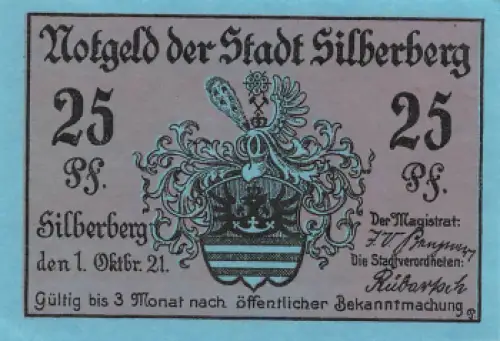 Notgeld der Stadt Silberberg
25
Pf.
25
Pf.
Silberberg
den 1. Oktbr. 21.
Der Magistrat:
Die Stadtverordneten:
Gültig bis 3 Monat nach öffentlicher Bekanntmachung